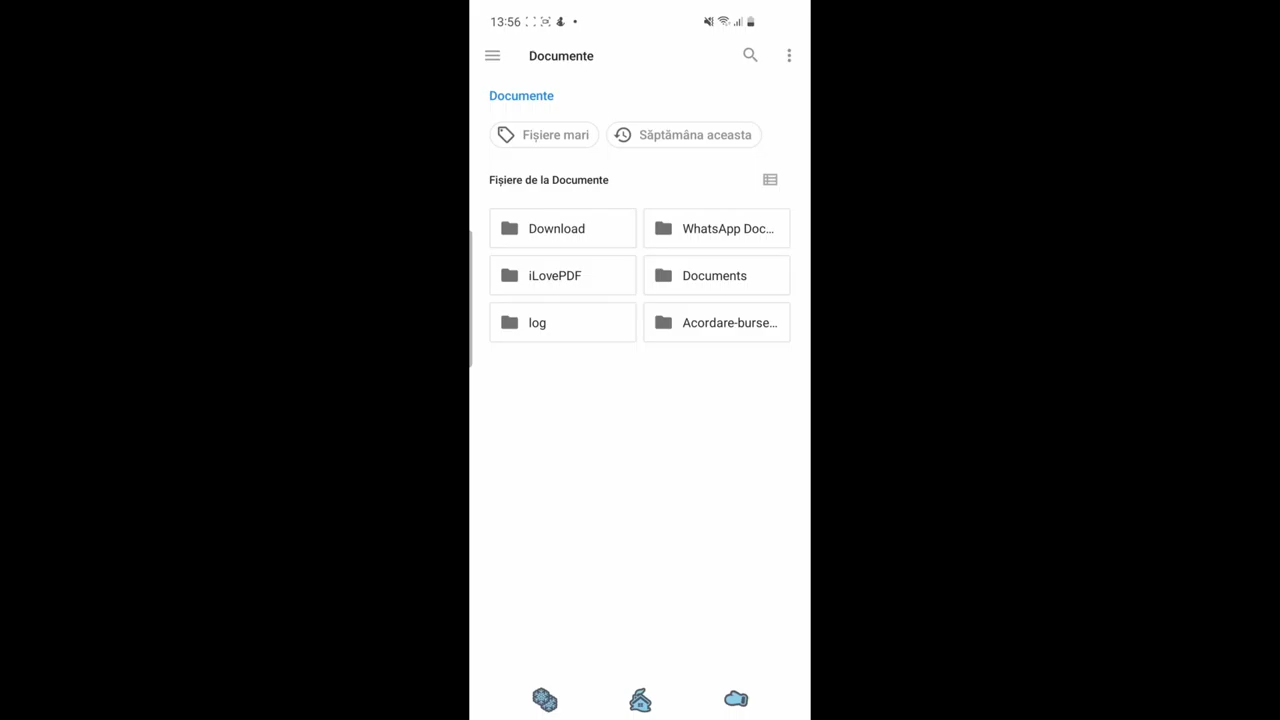 13:56
Documente
Documente
Fișiere mari
Săptămâna aceasta
Fișiere de la Documente
Download
WhatsApp Doc...
iLovePDF
Documents
log
Acordare-burse...